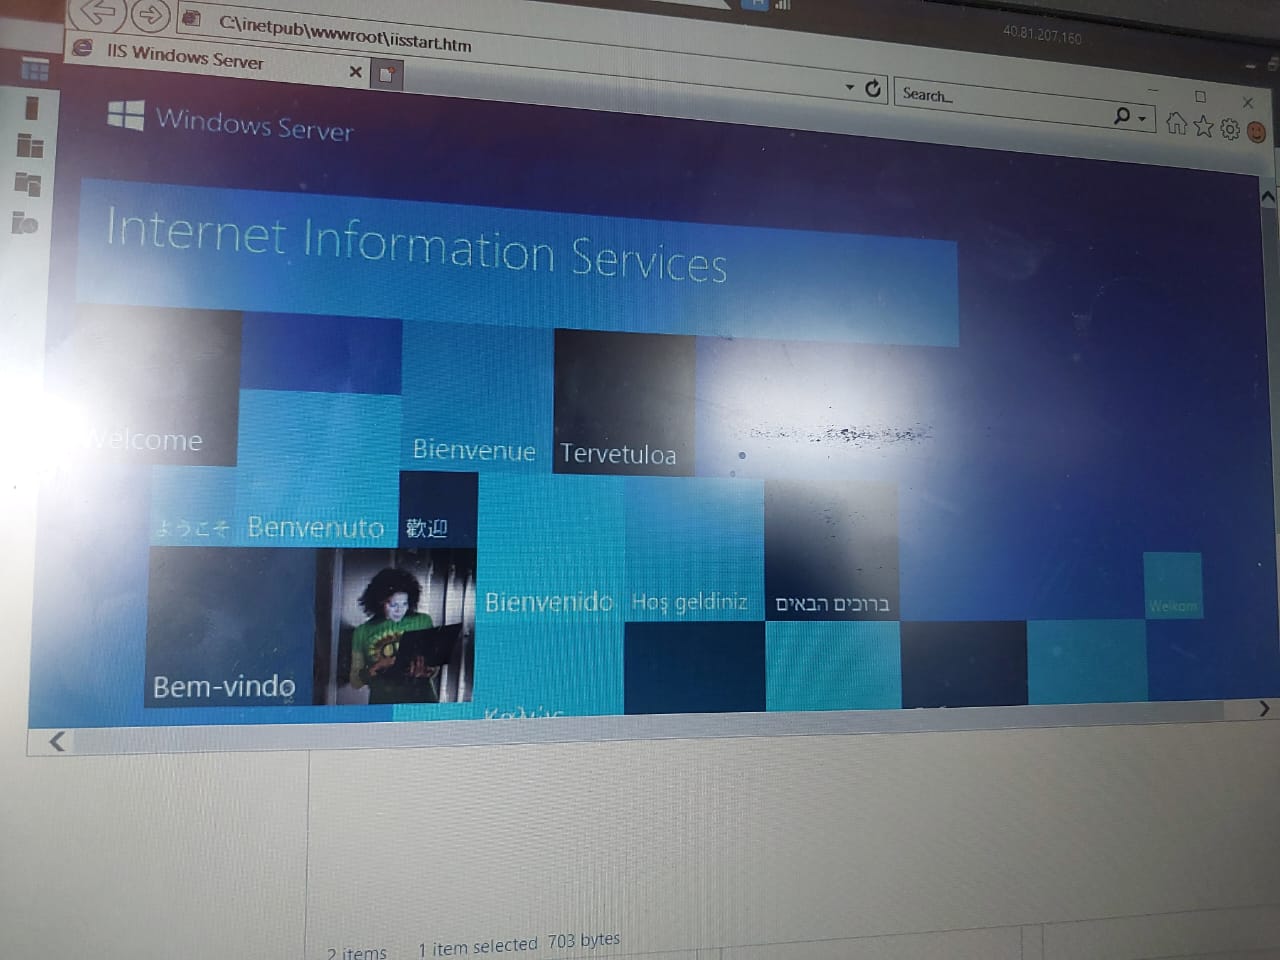 40.81.207.160
C:\inetpub\wwwroot\iisstart.htm
IIS Windows Server
Search...
Windows Server
Internet Information Services
Welcome
Bienvenue
Tervetuloa
ようこそ
Benvenuto
歡迎
Bienvenido
Hoş geldiniz
ברוכים הבאים
Welkom
Bem-vindo
2 items 1 item selected 703 bytes